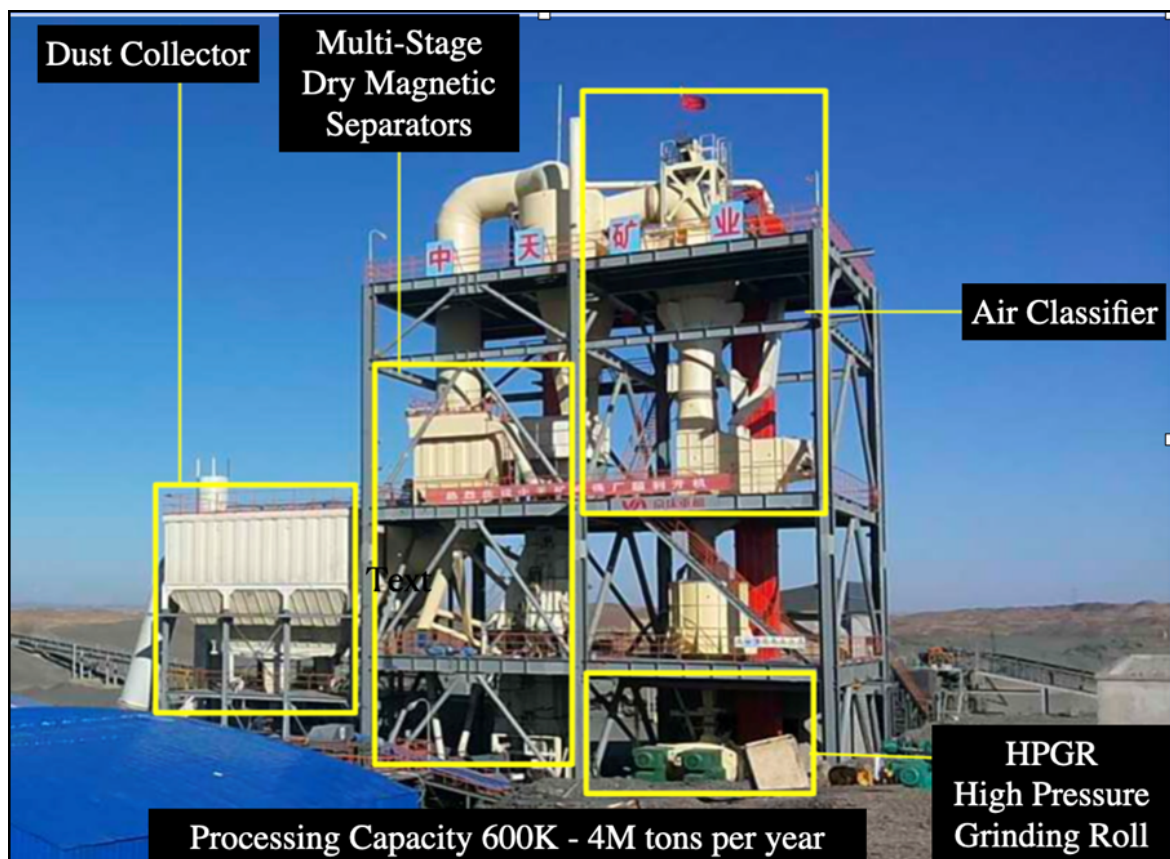 Dust Collector
Multi-Stage
Dry Magnetic
Separators
中天矿业
Air Classifier
Text
HPGR
High Pressure
Grinding Roll
Processing Capacity 600K - 4M tons per year